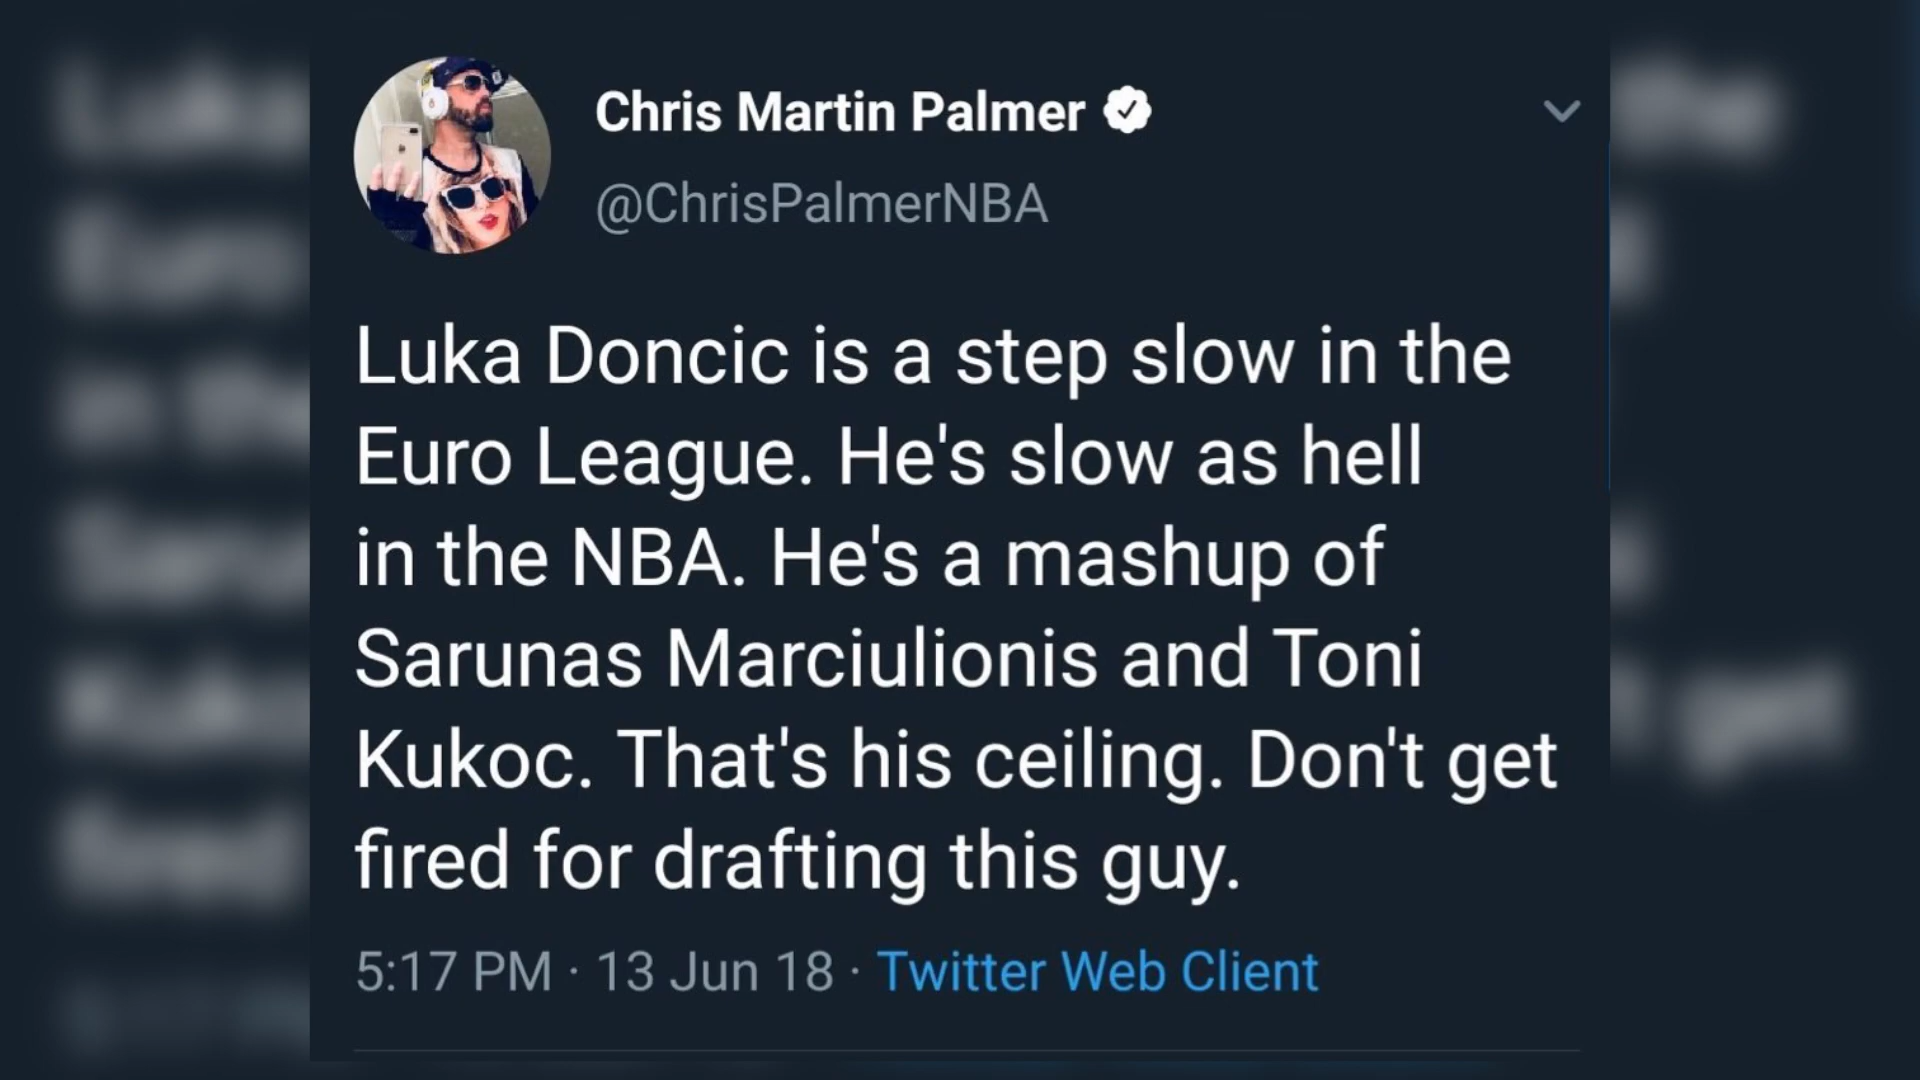 Chris Martin Palmer
@ChrisPalmerNBA
Luka Doncic is a step slow in the
Euro League. He's slow as hell
in the NBA. He's a mashup of
Sarunas Marciulionis and Toni
Kukoc. That's his ceiling. Don't get
fired for drafting this guy.
5:17 PM · 13 Jun 18 · Twitter Web Client